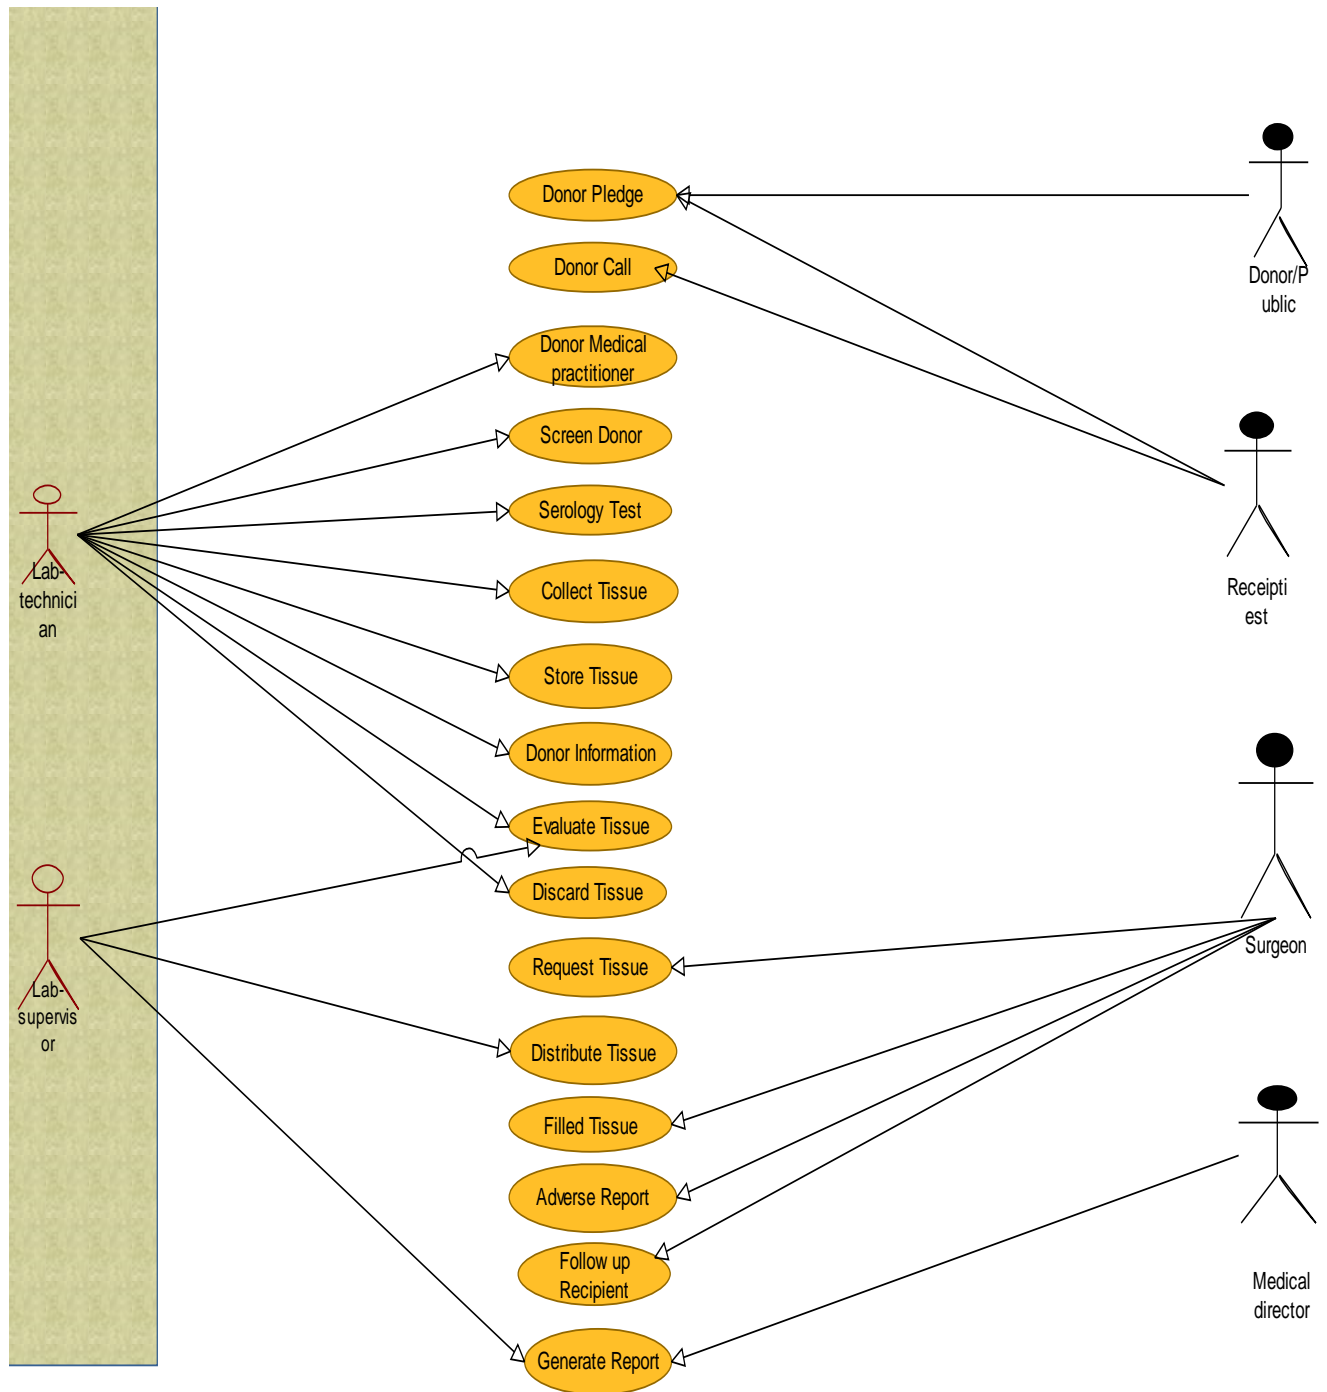 Donor Pledge
Donor Call
Donor Medical
practitioner
Screen Donor
Serology Test
Collect Tissue
Store Tissue
Donor Information
Evaluate Tissue
Discard Tissue
Request Tissue
Distribute Tissue
Filled Tissue
Adverse Report
Follow up
Recipient
Generate Report
Lab-
technici
an
Lab-
supervis
or
Donor/P
ublic
Receipti
est
Surgeon
Medical
director